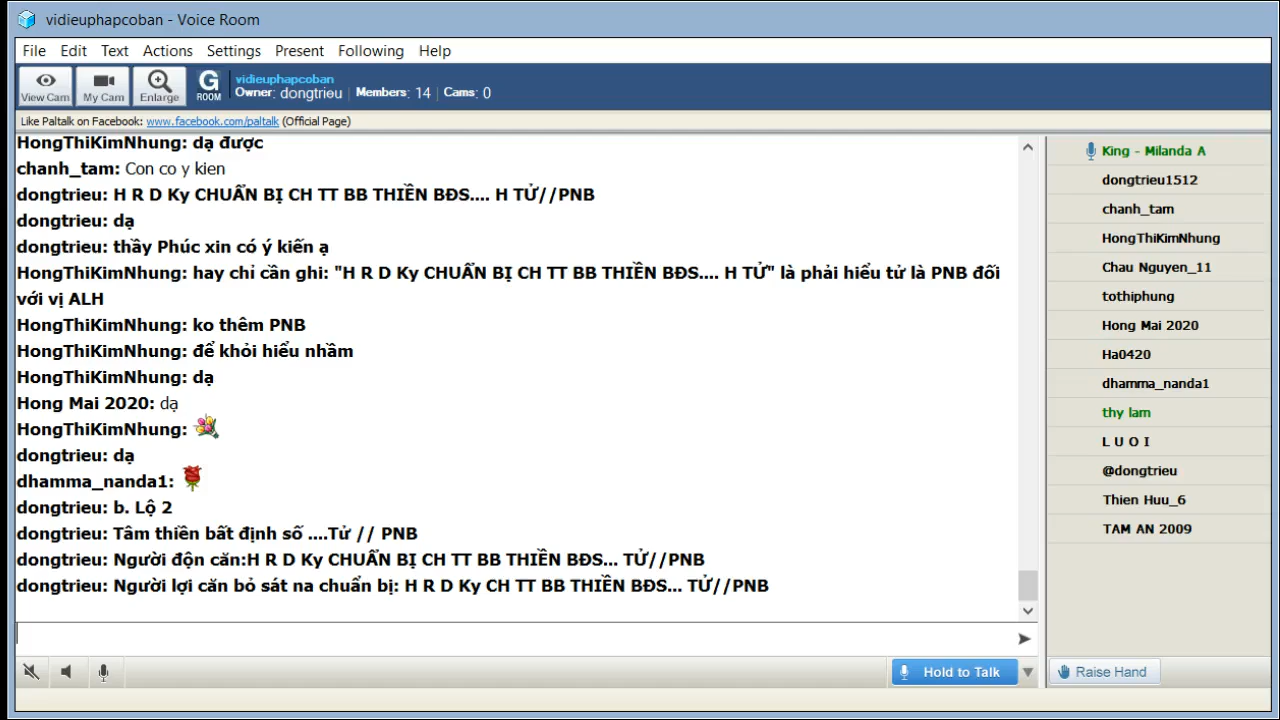 vidieuphapcoban - Voice Room
File Edit Text Actions Settings Present Following Help
View Cam My Cam Enlarge G ROOM vidieuphapcoban
Owner: dongtrieu | Members: 14 | Cams: 0
Like Paltalk on Facebook: www.facebook.com/paltalk (Official Page)
HongThiKimNhung: dạ được
chanh_tam: Con co y kien
dongtrieu: H R D Ky CHUẨN BỊ CH TT BB THIỀN BĐS.... H TỬ//PNB
dongtrieu: dạ
dongtrieu: thầy Phúc xin có ý kiến ạ
HongThiKimNhung: hay chỉ cần ghi: "H R D Ky CHUẨN BỊ CH TT BB THIỀN BĐS.... H TỬ" là phải hiểu tử là PNB đối
với vị ALH
HongThiKimNhung: ko thêm PNB
HongThiKimNhung: để khỏi hiểu nhầm
HongThiKimNhung: dạ
Hong Mai 2020: dạ
HongThiKimNhung:
dongtrieu: dạ
dhamma_nanda1:
dongtrieu: b. Lộ 2
dongtrieu: Tâm thiền bất định số ....Tử // PNB
dongtrieu: Người độn căn:H R D Ky CHUẨN BỊ CH TT BB THIỀN BĐS... TỬ//PNB
dongtrieu: Người lợi căn bỏ sát na chuẩn bị: H R D Ky CH TT BB THIỀN BĐS... TỬ//PNB
King - Milanda A
dongtrieu1512
chanh_tam
HongThiKimNhung
Chau Nguyen_11
tothiphung
Hong Mai 2020
Ha0420
dhamma_nanda1
thy lam
L U O I
@dongtrieu
Thien Huu_6
TAM AN 2009
Hold to Talk
Raise Hand